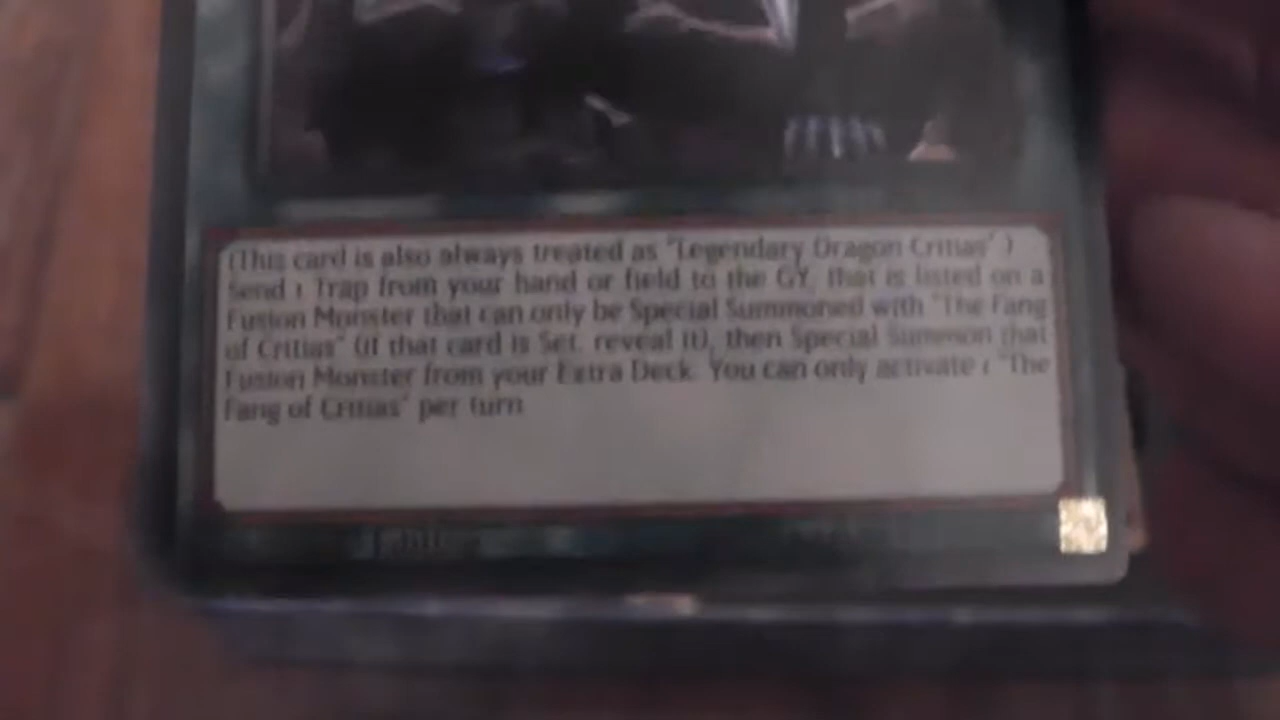 (This card is also always treated as "Legendary Dragon Critias".)
Send 1 Trap from your hand or field to the GY, that is listed on a
Fusion Monster that can only be Special Summoned with "The Fang
of Critias" (if that card is Set, reveal it), then Special Summon that
Fusion Monster from your Extra Deck. You can only activate 1 "The
Fang of Critias" per turn.